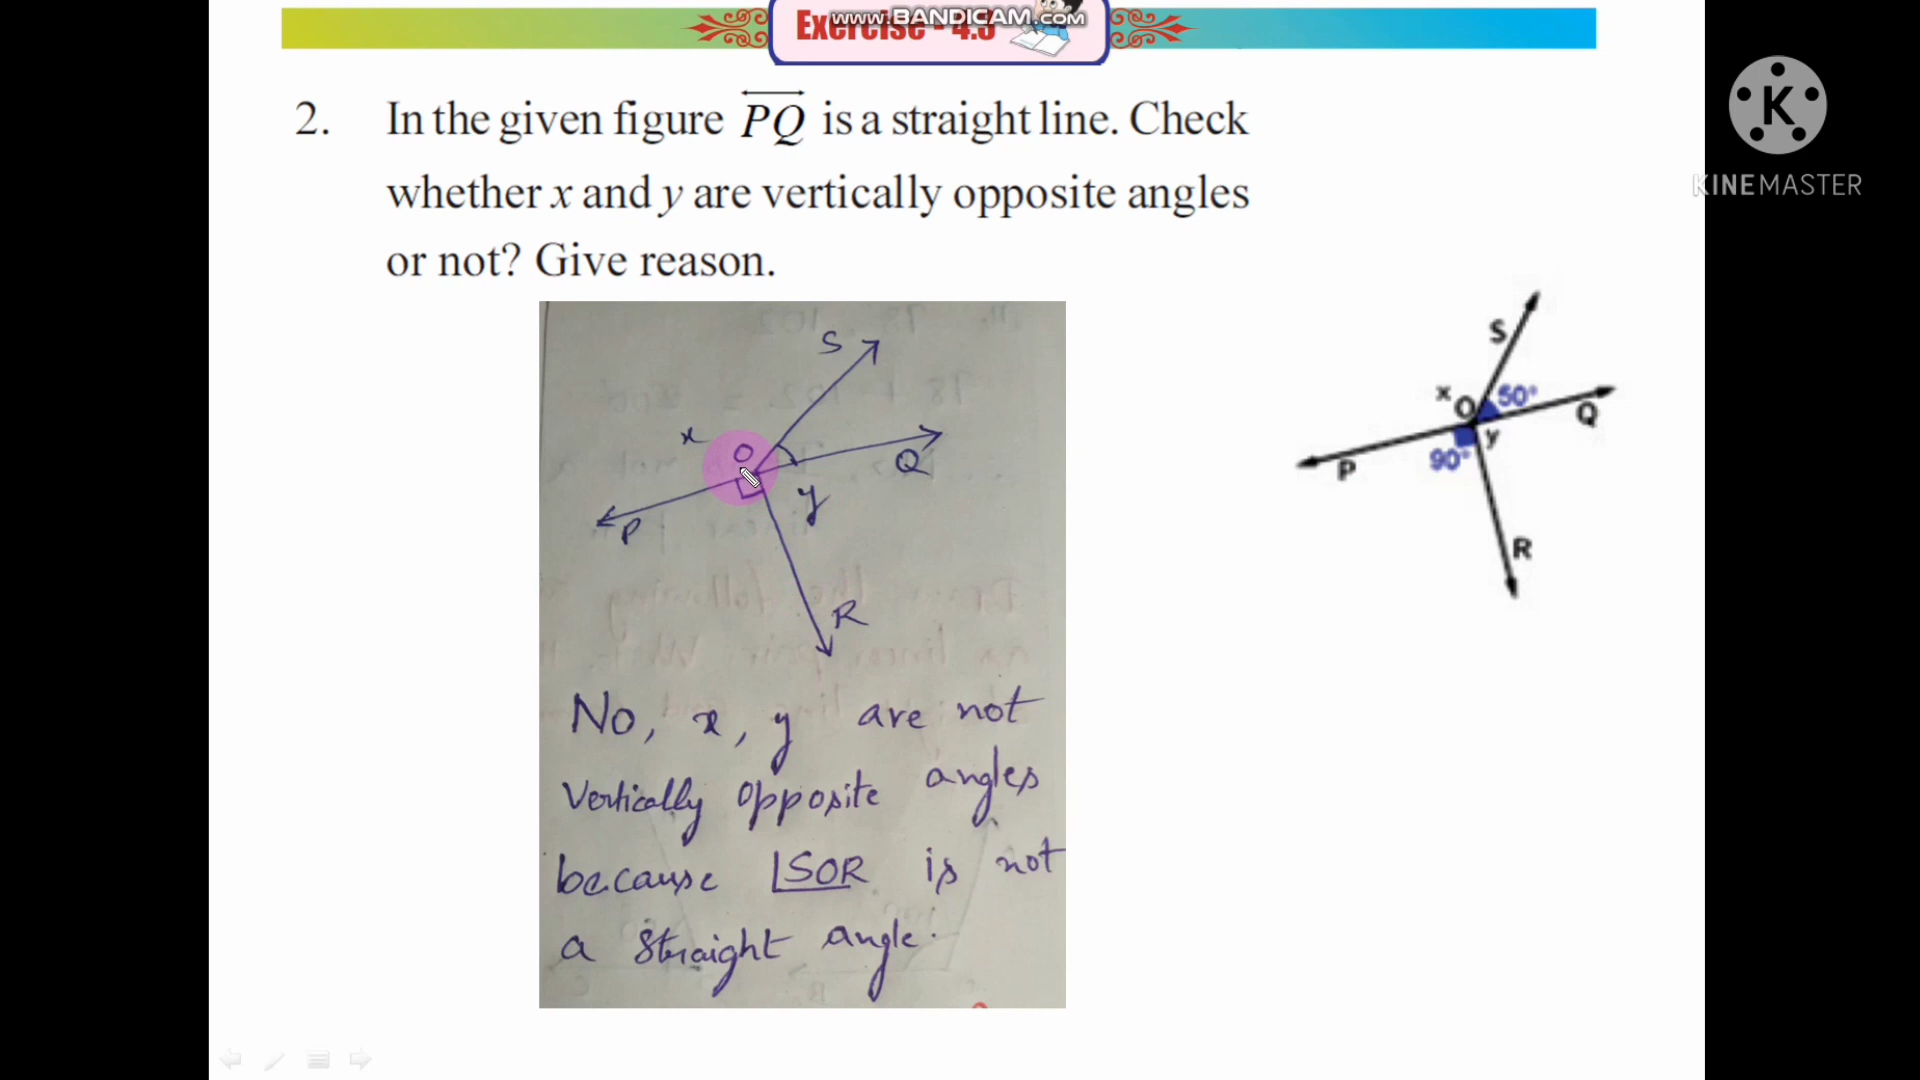 www.BANDICAM.com
Exercise - 4.3
KINEMASTER
2. In the given figure PQ is a straight line. Check
whether x and y are vertically opposite angles
or not? Give reason.
S
x O Q
P y
R
No, x, y are not
vertically opposite angles
because ∠SOR is not
a straight angle.
S
x O 50°
Q
P 90° y
R